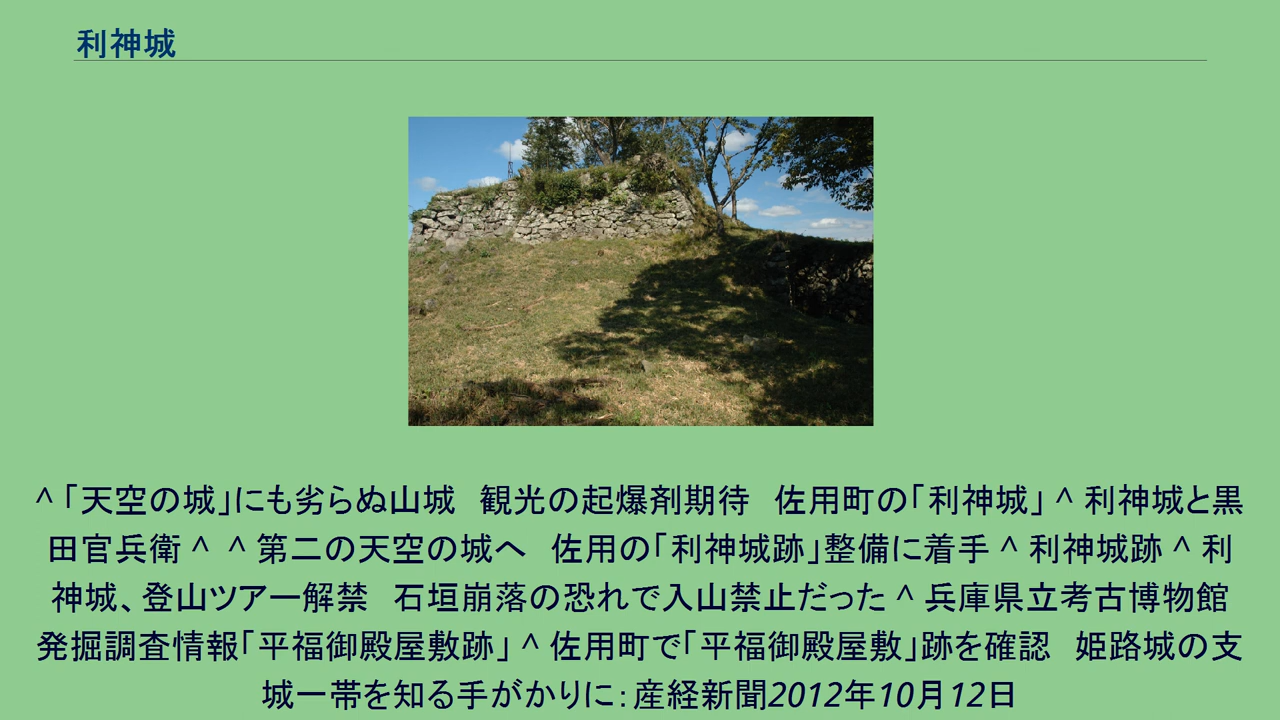 利神城
^ 「天空の城」にも劣らぬ山城　観光の起爆剤期待　佐用町の「利神城」 ^ 利神城と黒
田官兵衛 ^ ^ 第二の天空の城へ　佐用の「利神城跡」整備に着手 ^ 利神城跡 ^ 利
神城、登山ツアー解禁　石垣崩落の恐れで入山禁止だった ^ 兵庫県立考古博物館
発掘調査情報「平福御殿屋敷跡」 ^ 佐用町で「平福御殿屋敷」跡を確認　姫路城の支
城一帯を知る手がかりに：産経新聞2012年10月12日